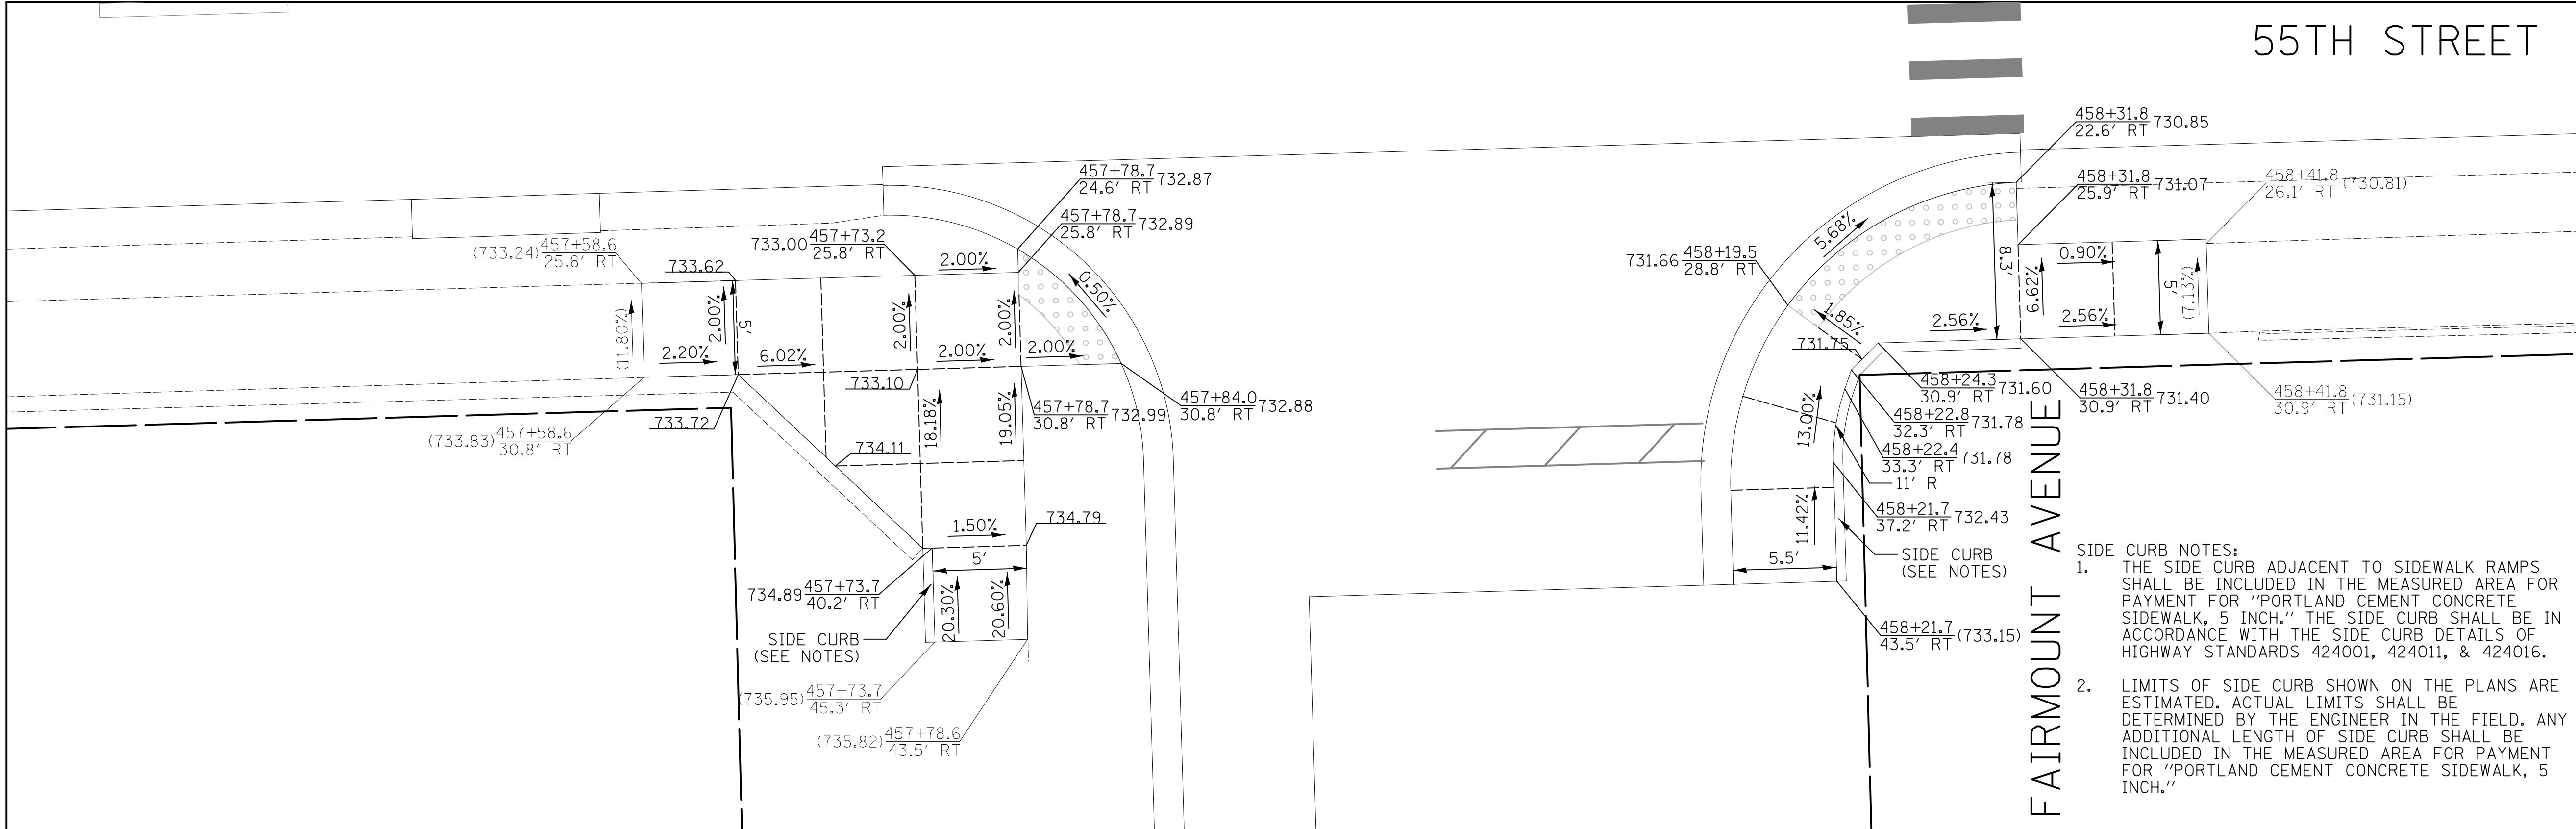 55TH STREET
458+31.8
22.6' RT 730.85
457+78.7
24.6' RT 732.87
458+31.8
25.9' RT 731.07
458+41.8
26.1' RT (730.81)
457+78.7
25.8' RT 732.89
733.00 457+73.2
25.8' RT
(733.24) 457+58.6
25.8' RT
733.62
2.00%
0.50%
5.68%
731.66 458+19.5
28.8' RT
8.3'
9.62%
0.90%
5'
(7.13%)
(11.80%)
2.00%
5'
2.00%
2.00%
2.20%
6.02%
2.00%
2.00%
1.85%
2.56%
2.56%
731.75
733.10
733.72
(733.83) 457+58.6
30.8' RT
734.11
18.18%
19.05%
457+78.7
30.8' RT 732.99
457+84.0
30.8' RT 732.88
458+24.3
30.9' RT 731.60
458+31.8
30.9' RT 731.40
458+41.8
30.9' RT (731.15)
458+22.8
32.3' RT 731.78
13.00%
458+22.4
33.3' RT 731.78
11' R
458+21.7
37.2' RT 732.43
11.42%
5.5'
SIDE CURB
(SEE NOTES)
458+21.7
43.5' RT (733.15)
1.50%
734.79
5'
734.89 457+73.7
40.2' RT
20.30%
20.60%
SIDE CURB
(SEE NOTES)
(735.95) 457+73.7
45.3' RT
(735.82) 457+78.6
43.5' RT
FAIRMOUNT AVENUE
SIDE CURB NOTES:
1. THE SIDE CURB ADJACENT TO SIDEWALK RAMPS
SHALL BE INCLUDED IN THE MEASURED AREA FOR
PAYMENT FOR "PORTLAND CEMENT CONCRETE
SIDEWALK, 5 INCH." THE SIDE CURB SHALL BE IN
ACCORDANCE WITH THE SIDE CURB DETAILS OF
HIGHWAY STANDARDS 424001, 424011, & 424016.
2. LIMITS OF SIDE CURB SHOWN ON THE PLANS ARE
ESTIMATED. ACTUAL LIMITS SHALL BE
DETERMINED BY THE ENGINEER IN THE FIELD. ANY
ADDITIONAL LENGTH OF SIDE CURB SHALL BE
INCLUDED IN THE MEASURED AREA FOR PAYMENT
FOR "PORTLAND CEMENT CONCRETE SIDEWALK, 5
INCH."